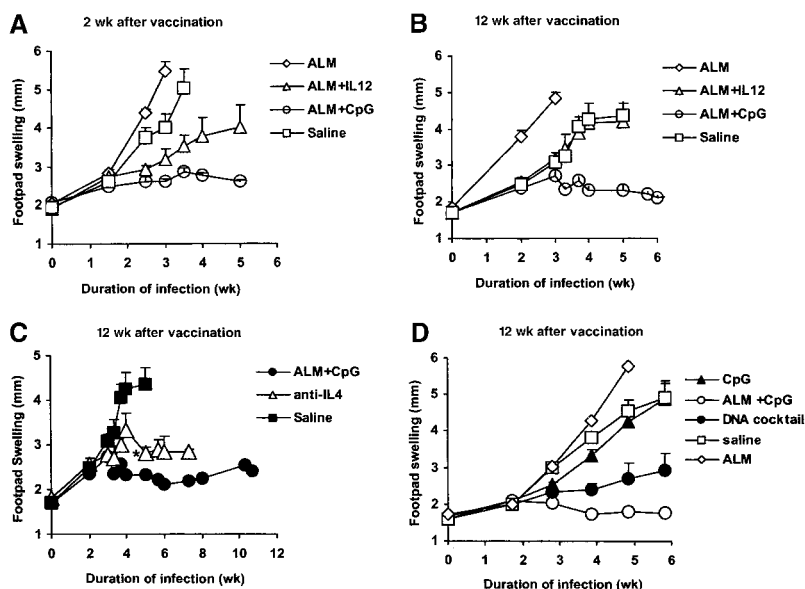 A
2 wk after vaccination
Footpad swelling (mm)
6
5
4
3
2
1
0 1 2 3 4 5 6
Duration of infection (wk)
ALM
ALM+IL12
ALM+CpG
Saline
B
12 wk after vaccination
Footpad swelling (mm)
6
5
4
3
2
1
0 1 2 3 4 5 6
Duration of infection (wk)
ALM
ALM+IL12
ALM+CpG
Saline
C
12 wk after vaccination
Footpad Swelling (mm)
5
4
3
2
1
0 2 4 6 8 10 12
Duration of infection (wk)
*
ALM+CpG
anti-IL4
Saline
D
12 wk after vaccination
Footpad swelling (mm)
6
5
4
3
2
1
0 1 2 3 4 5 6
Duration of infection (wk)
CpG
ALM +CpG
DNA cocktail
saline
ALM